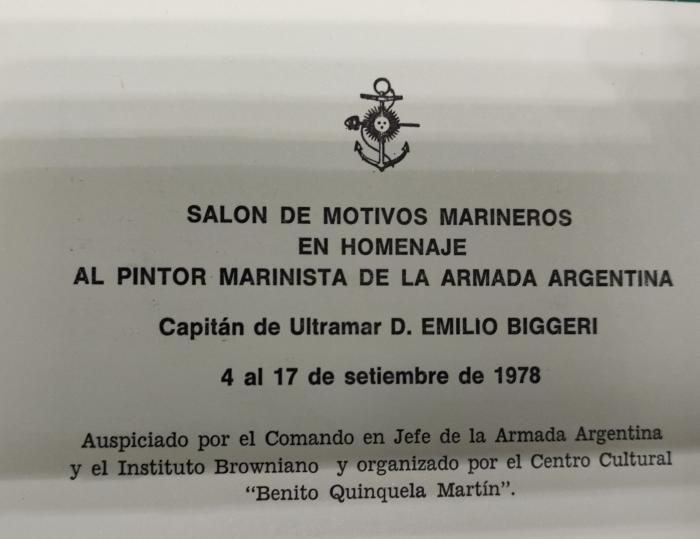 SALON DE MOTIVOS MARINEROS
EN HOMENAJE
AL PINTOR MARINISTA DE LA ARMADA ARGENTINA
Capitán de Ultramar D. EMILIO BIGGERI
4 al 17 de setiembre de 1978
Auspiciado por el Comando en Jefe de la Armada Argentina
y el Instituto Browniano y organizado por el Centro Cultural
“Benito Quinquela Martín”.